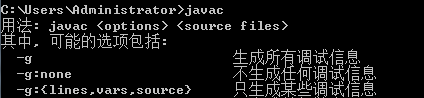 C:\Users\Administrator>javac
用法: javac <options> <source files>
其中, 可能的选项包括:
-g 生成所有调试信息
-g:none 不生成任何调试信息
-g:{lines,vars,source} 只生成某些调试信息